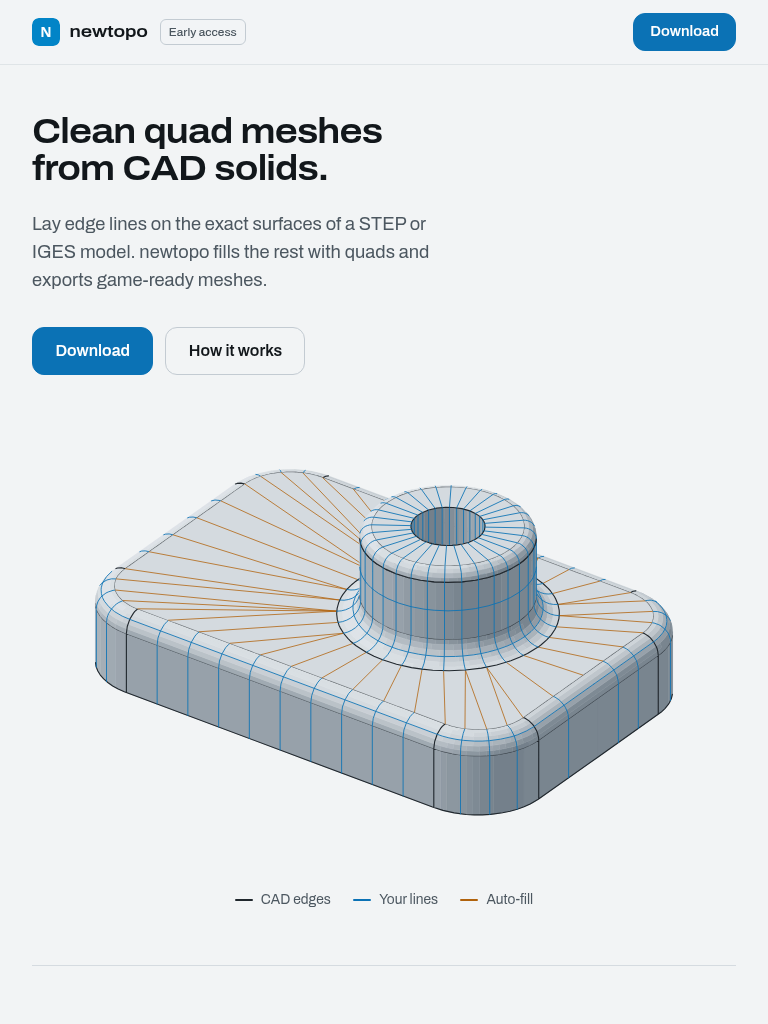 N newtopo Early access Download
Clean quad meshes
from CAD solids.
Lay edge lines on the exact surfaces of a STEP or
IGES model. newtopo fills the rest with quads and
exports game-ready meshes.
Download How it works
CAD edges Your lines Auto-fill